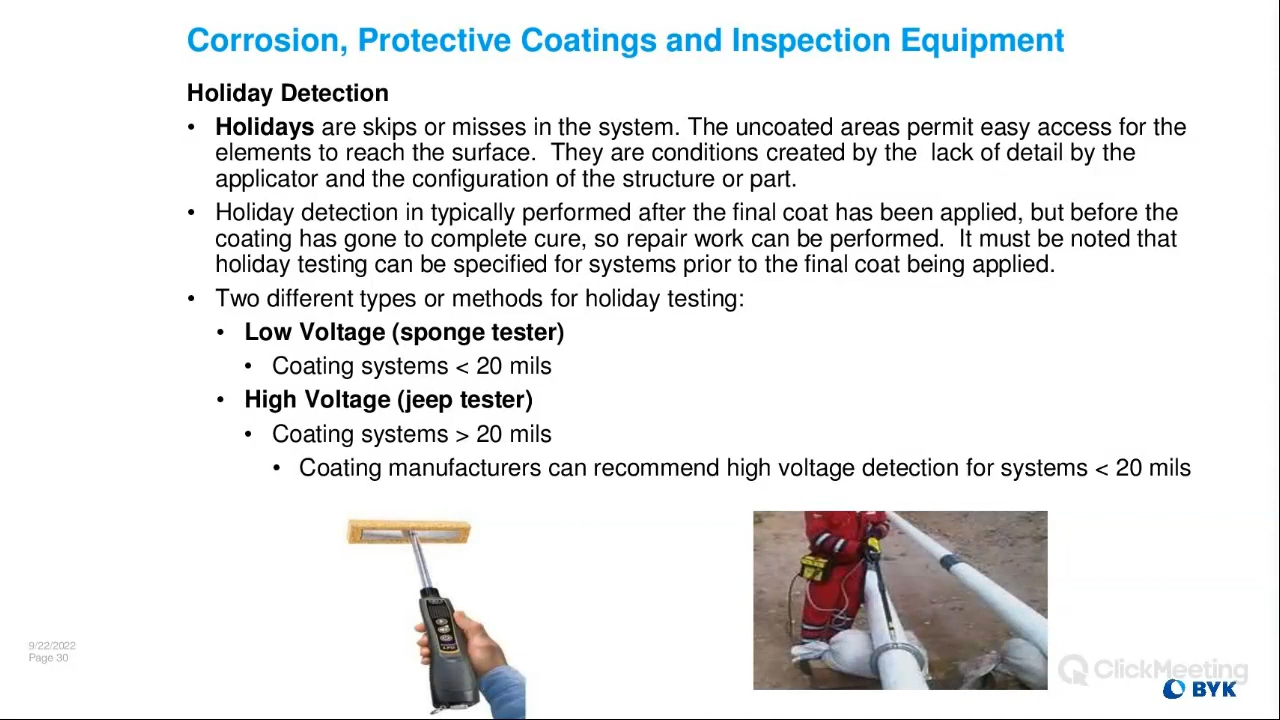 Corrosion, Protective Coatings and Inspection Equipment
Holiday Detection
• Holidays are skips or misses in the system. The uncoated areas permit easy access for the
elements to reach the surface.  They are conditions created by the  lack of detail by the
applicator and the configuration of the structure or part.
• Holiday detection in typically performed after the final coat has been applied, but before the
coating has gone to complete cure, so repair work can be performed.  It must be noted that
holiday testing can be specified for systems prior to the final coat being applied.
• Two different types or methods for holiday testing:
• Low Voltage (sponge tester)
• Coating systems < 20 mils
• High Voltage (jeep tester)
• Coating systems > 20 mils
• Coating manufacturers can recommend high voltage detection for systems < 20 mils
9/22/2022
Page 30
ClickMeeting
BYK